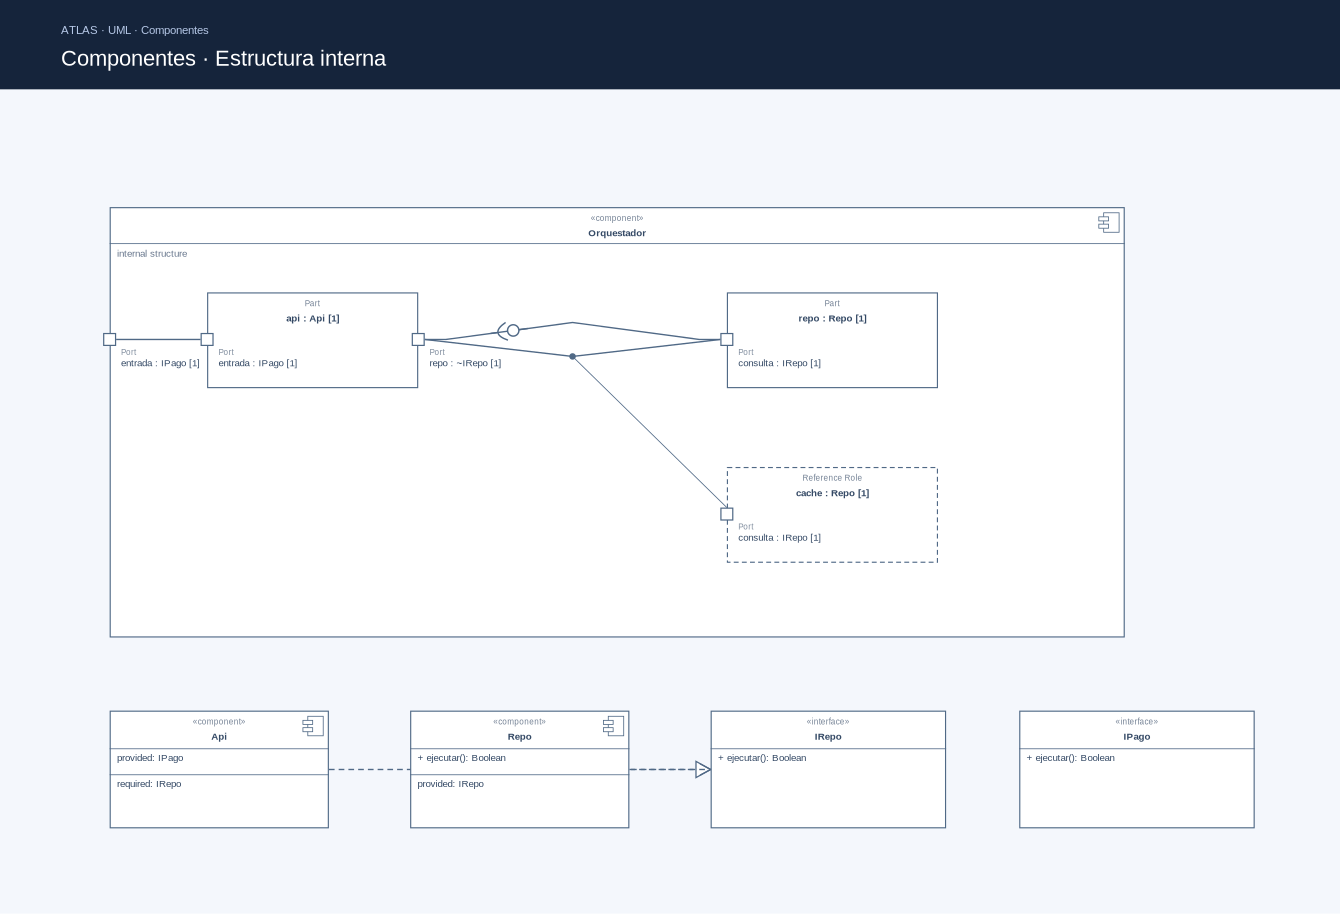 ATLAS · UML · Componentes
Componentes · Estructura interna
«component»
Orquestador
internal structure
Part
api : Api [1]
Part
repo : Repo [1]
Port
entrada : IPago [1]
Port
entrada : IPago [1]
Port
repo : ~IRepo [1]
Port
consulta : IRepo [1]
Reference Role
cache : Repo [1]
Port
consulta : IRepo [1]
«component»
Api
provided: IPago
required: IRepo
«component»
Repo
+ ejecutar(): Boolean
provided: IRepo
«interface»
IRepo
+ ejecutar(): Boolean
«interface»
IPago
+ ejecutar(): Boolean